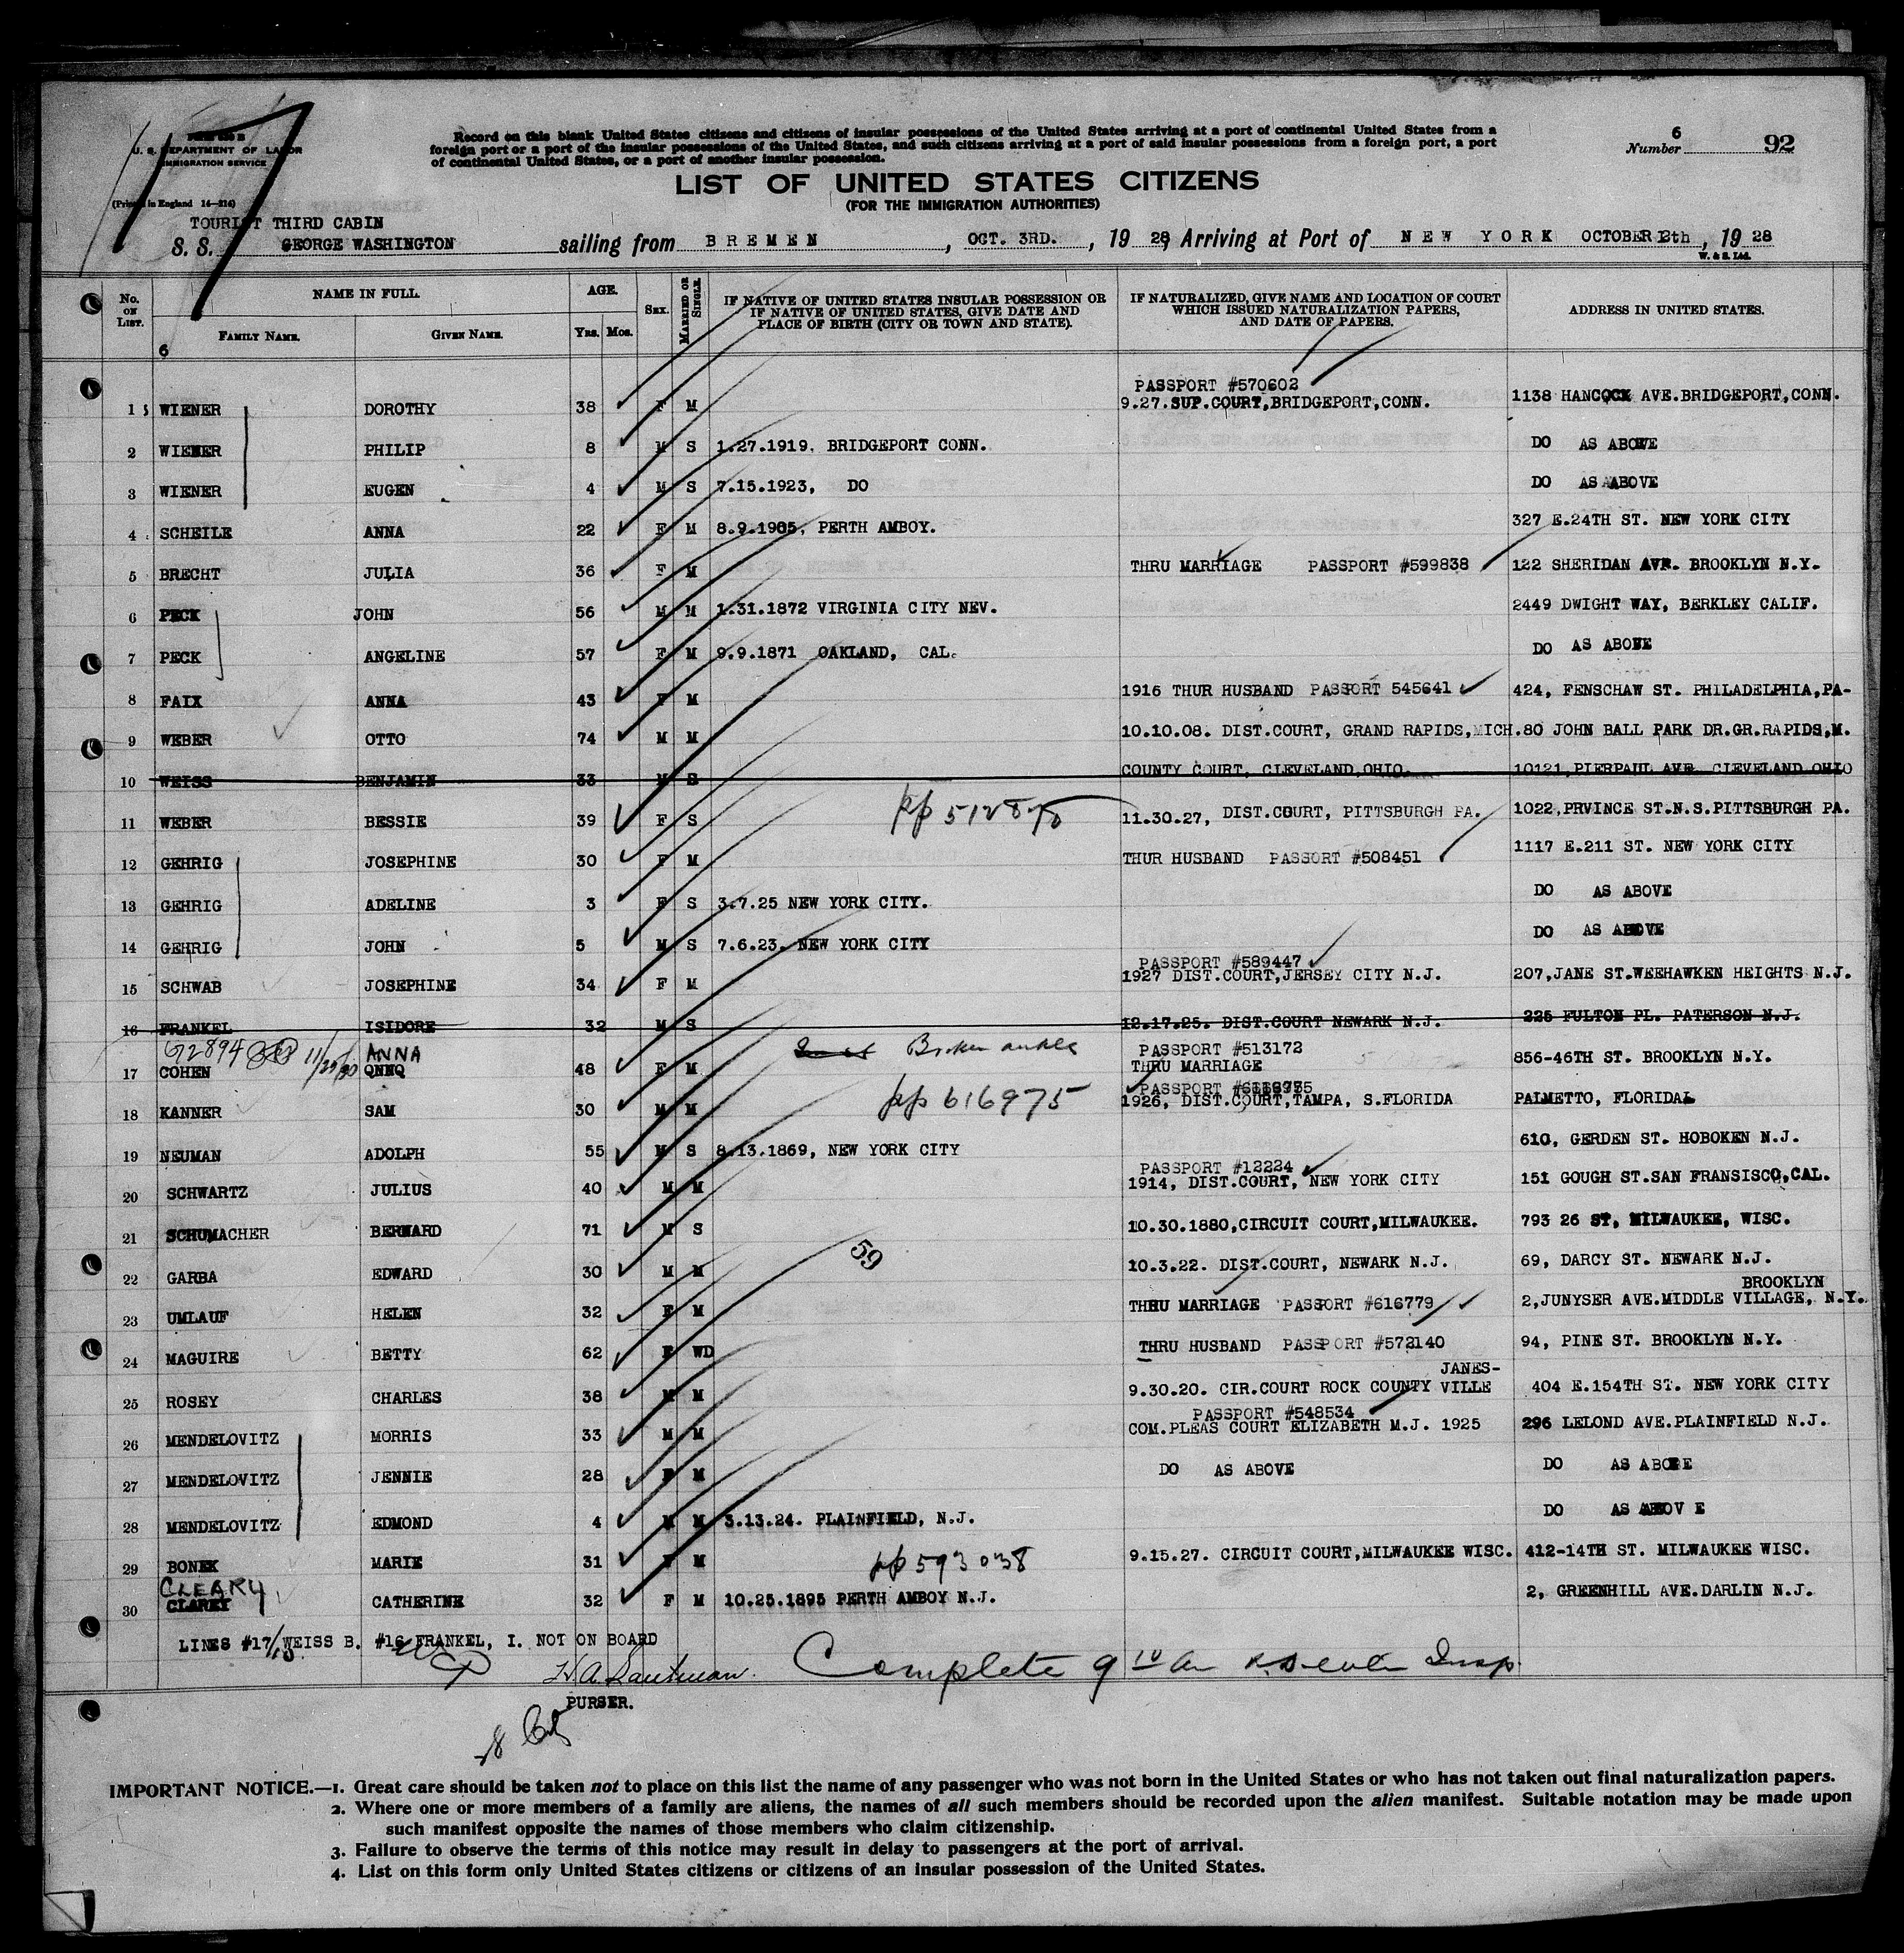 Form 630 B
U. S. DEPARTMENT OF LABOR
IMMIGRATION SERVICE
(Printed in England 14—214)
Record on this blank United States citizens and citizens of insular possessions of the United States arriving at a port of continental United States from a
foreign port or a port of the insular possessions of the United States, and such citizens arriving at a port of said insular possessions from a foreign port, a port
of continental United States, or a port of another insular possession.
6
Number 92
LIST OF UNITED STATES CITIZENS
(FOR THE IMMIGRATION AUTHORITIES)
TOURIST THIRD CABIN
S. S. GEORGE WASHINGTON sailing from BREMEN, OCT. 3RD., 19 28, Arriving at Port of NEW YORK OCTOBER 12th, 19 28
W. & S. Ltd.
No. ON LIST. NAME IN FULL. FAMILY NAME. GIVEN NAME. AGE. YRS. MOS. SEX. MARRIED OR SINGLE. IF NATIVE OF UNITED STATES INSULAR POSSESSION OR IF NATIVE OF UNITED STATES, GIVE DATE AND PLACE OF BIRTH (CITY OR TOWN AND STATE). IF NATURALIZED, GIVE NAME AND LOCATION OF COURT WHICH ISSUED NATURALIZATION PAPERS, AND DATE OF PAPERS. ADDRESS IN UNITED STATES.
6
PASSPORT #570602
1 WIENER DOROTHY 38 F M 9.27.SUP.COURT,BRIDGEPORT,CONN. 1138 HANCOCK AVE.BRIDGEPORT,CONN.
2 WIENER PHILIP 8 M S 1.27.1919. BRIDGEPORT CONN. DO AS ABOVE
3 WIENER EUGEN 4 M S 7.15.1923, DO DO AS ABOVE
4 SCHEILE ANNA 22 F M 8.9.1905, PERTH AMBOY. 327 E.24TH ST. NEW YORK CITY
5 BRECHT JULIA 36 F M THRU MARRIAGE PASSPORT #599838 122 SHERIDAN AVE. BROOKLYN N.Y.
6 PECK JOHN 56 M M 1.31.1872 VIRGINIA CITY NEV. 2449 DWIGHT WAY, BERKLEY CALIF.
7 PECK ANGELINE 57 F M 9.9.1871 OAKLAND, CAL. DO AS ABOVE
8 FAIX ANNA 43 F M 1916 THUR HUSBAND PASSPORT 545641 424, FENSCHAW ST. PHILADELPHIA,PA-
9 WEBER OTTO 74 M M 10.10.08. DIST.COURT, GRAND RAPIDS,MICH. 80 JOHN BALL PARK DR.GR.RAPIDS,M.
10 WEISS BENJAMIN 33 M S COUNTY COURT, CLEVELAND,OHIO. 10121,PIERPAUL AVE CLEVELAND OHIO
11 WEBER BESSIE 39 F S pp 512878 11.30.27, DIST.COURT, PITTSBURGH PA. 1022,PRVINCE ST.N.S.PITTSBURGH PA.
12 GEHRIG JOSEPHINE 30 F M THUR HUSBAND PASSORT #508451 1117 E.211 ST. NEW YORK CITY
13 GEHRIG ADELINE 3 F S 3.7.25 NEW YORK CITY. DO AS ABOVE
14 GEHRIG JOHN 5 M S 7.6.23. NEW YORK CITY DO AS ABOVE
PASSPORT #589447
15 SCHWAB JOSEPHINE 34 F M 1927 DIST.COURT,JERSEY CITY N.J. 207,JANE ST.WEEHAWKEN HEIGHTS N.J.
16 FRANKEL ISIDORE 32 M S 12.17.25. DIST.COURT NEWARK N.J. 225 FULTON PL. PATERSON N.J.
672894 11/25/30 ANNA Broken ankle PASSPORT #513172
17 COHEN QNNQ 48 F M THRU MARRIAGE 856-46TH ST. BROOKLYN N.Y.
18 KANNER SAM 30 M M pp 616975 1926, DIST.COURT,TAMPA, S.FLORIDA PALMETTO, FLORIDA
19 NEUMAN ADOLPH 55 M S 8.13.1869, NEW YORK CITY 610, GERDEN ST. HOBOKEN N.J.
PASSPORT #12224
20 SCHWARTZ JULIUS 40 M M 1914, DIST.COURT, NEW YORK CITY 151 GOUGH ST.SAN FRANSISCO,CAL.
21 SCHUMACHER BERNARD 71 M S 10.30.1880,CIRCUIT COURT,MILWAUKEE. 793 26 ST, MILWAUKEE, WISC.
59
22 GARBA EDWARD 30 M M 10.3.22. DIST.COURT, NEWARK N.J. 69, DARCY ST. NEWARK N.J.
BROOKLYN
23 UMLAUF HELEN 32 F M THRU MARRIAGE PASSPORT #616779 2,JUNYSER AVE.MIDDLE VILLAGE, N.Y.
24 MAGUIRE BETTY 62 F WD THRU HUSBAND PASSPORT #572140 94, PINE ST. BROOKLYN N.Y.
JANES-
25 ROSEY CHARLES 38 M M 9.30.20. CIR.COURT ROCK COUNTY VILLE 404 E.154TH ST. NEW YORK CITY
PASSPORT #548534
26 MENDELOVITZ MORRIS 33 M M COM.PLEAS COURT ELIZABETH M.J. 1925 296 LELOND AVE.PLAINFIELD N.J.
27 MENDELOVITZ JENNIE 28 F M DO AS ABOVE DO AS ABOVE
28 MENDELOVITZ EDMOND 4 M M 3.13.24. PLAINFIELD, N.J. DO AS ABOV E
29 BONEK MARIE 31 F M pp 593038 9.15.27. CIRCUIT COURT,MILWAUKEE WISC. 412-14TH ST. MILWAUKEE WISC.
CLEARY
30 CLARKY CATHERINE 32 F M 10.25.1895 PERTH AMBOY N.J. 2, GREENHILL AVE.DARLIN N.J.
LINES #17/10 WEISS B. #16 FRANKEL, I. NOT ON BOARD
Complete 9 10 Insp.
PURSER.
IMPORTANT NOTICE.—1. Great care should be taken not to place on this list the name of any passenger who was not born in the United States or who has not taken out final naturalization papers.
2. Where one or more members of a family are aliens, the names of all such members should be recorded upon the alien manifest. Suitable notation may be made upon
such manifest opposite the names of those members who claim citizenship.
3. Failure to observe the terms of this notice may result in delay to passengers at the port of arrival.
4. List on this form only United States citizens or citizens of an insular possession of the United States.